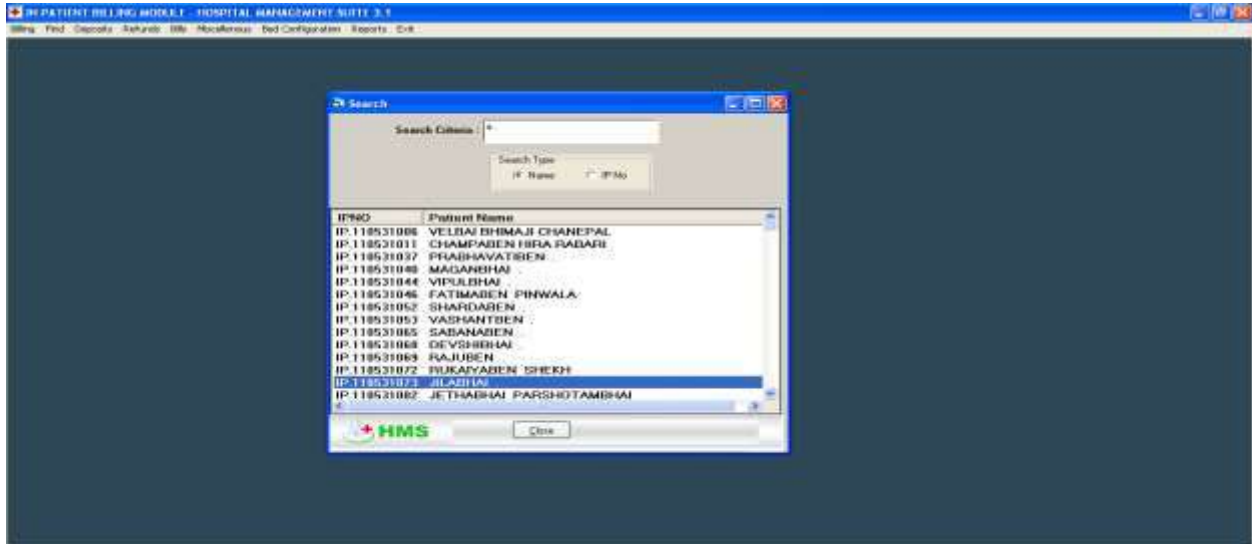 IN PATIENT BILLING MODULE - HOSPITAL MANAGEMENT SUITE 3.1
Billing Find Deposits Refunds Bills Miscellenous Bed Configuration Reports Exit
Search
Search Criteria : *
Search Type
Name IP No
IPNO Patient Name
IP.110531006 VELBAI BHIMAJI CHANEPAL
IP.110531011 CHAMPABEN HIRA RABARI
IP.110531037 PRABHAVATIBEN .
IP.110531040 MAGANBHAI .
IP.110531044 VIPULBHAI .
IP.110531046 FATIMABEN PINWALA
IP.110531052 SHARDABEN .
IP.110531053 VASHANTBEN .
IP.110531065 SABANABEN .
IP.110531068 DEVSHIBHAI .
IP.110531069 RAJUBEN .
IP.110531072 RUKAIYABEN SHEKH
IP.110531073 JILABHAI
IP.110531082 JETHABHAI PARSHOTAMBHAI
HMS
Close